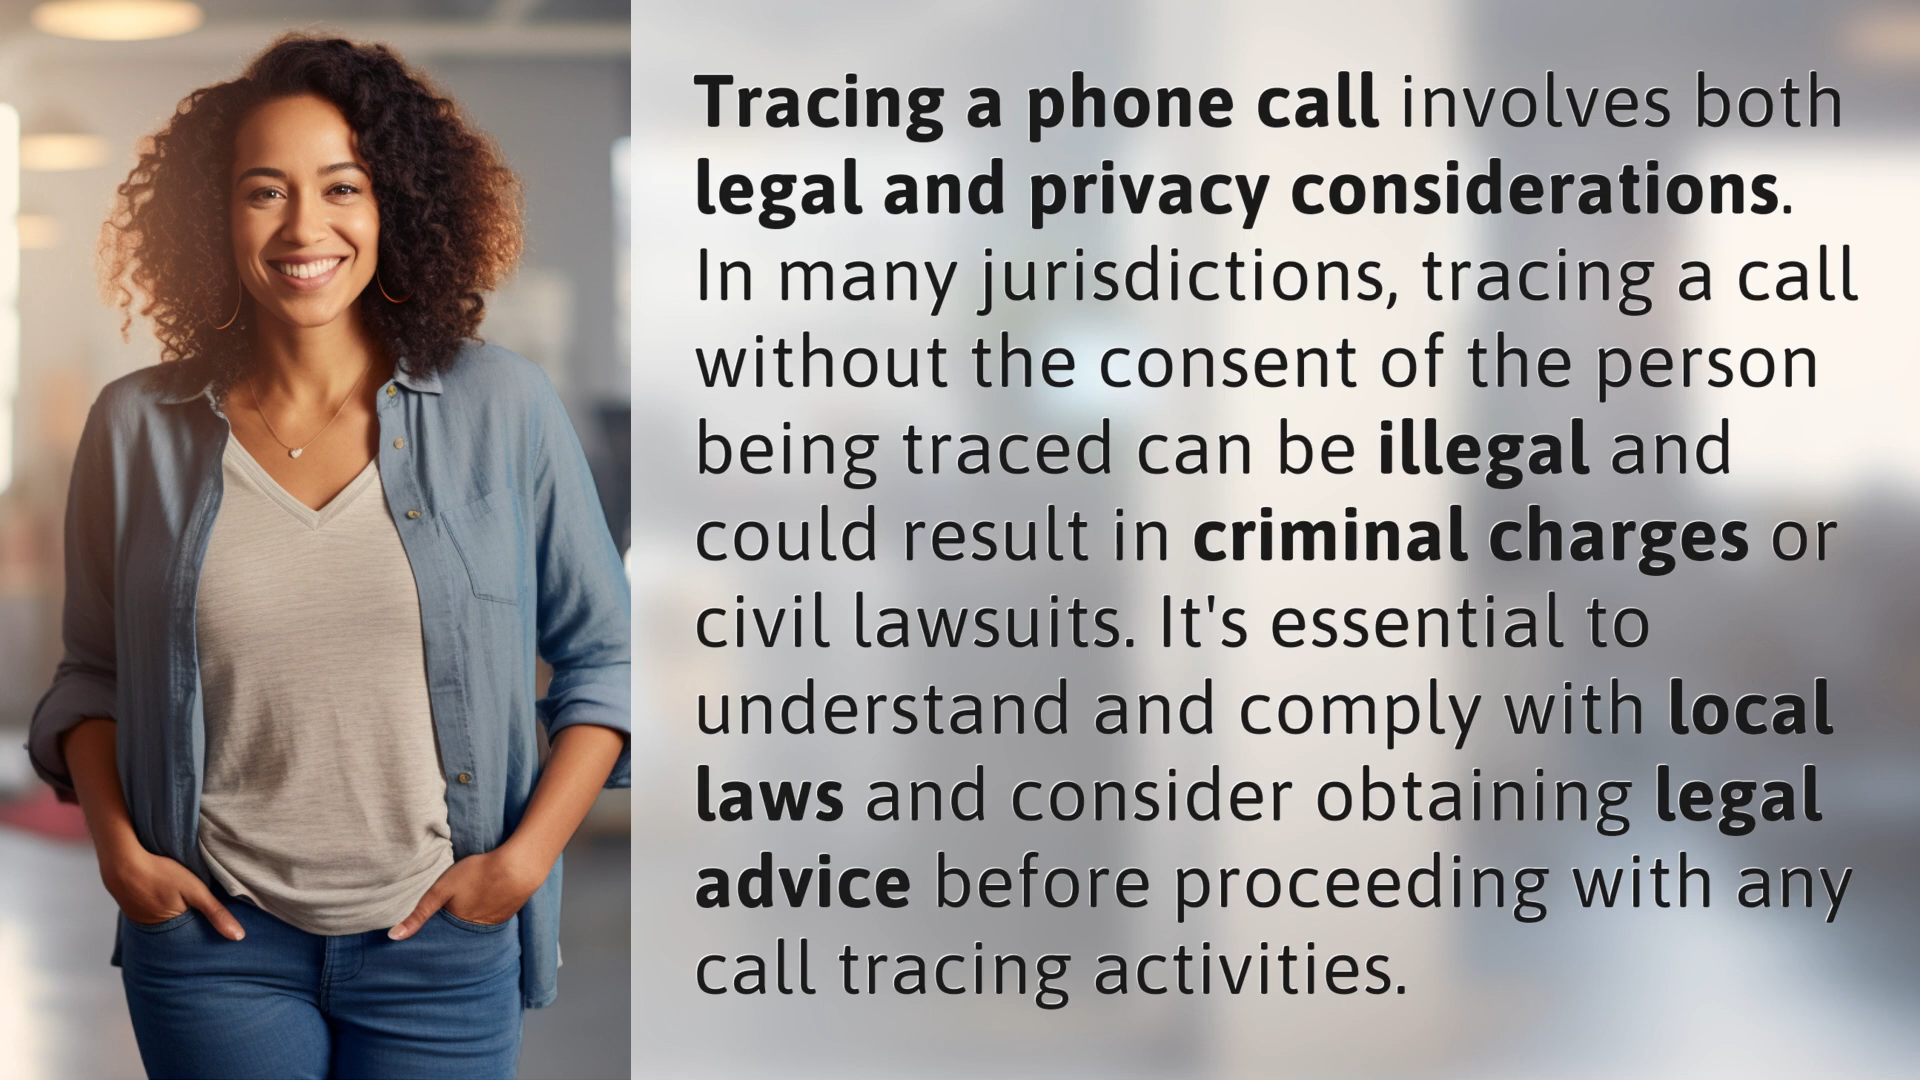 Tracing a phone call involves both
legal and privacy considerations.
In many jurisdictions, tracing a call
without the consent of the person
being traced can be illegal and
could result in criminal charges or
civil lawsuits. It's essential to
understand and comply with local
laws and consider obtaining legal
advice before proceeding with any
call tracing activities.